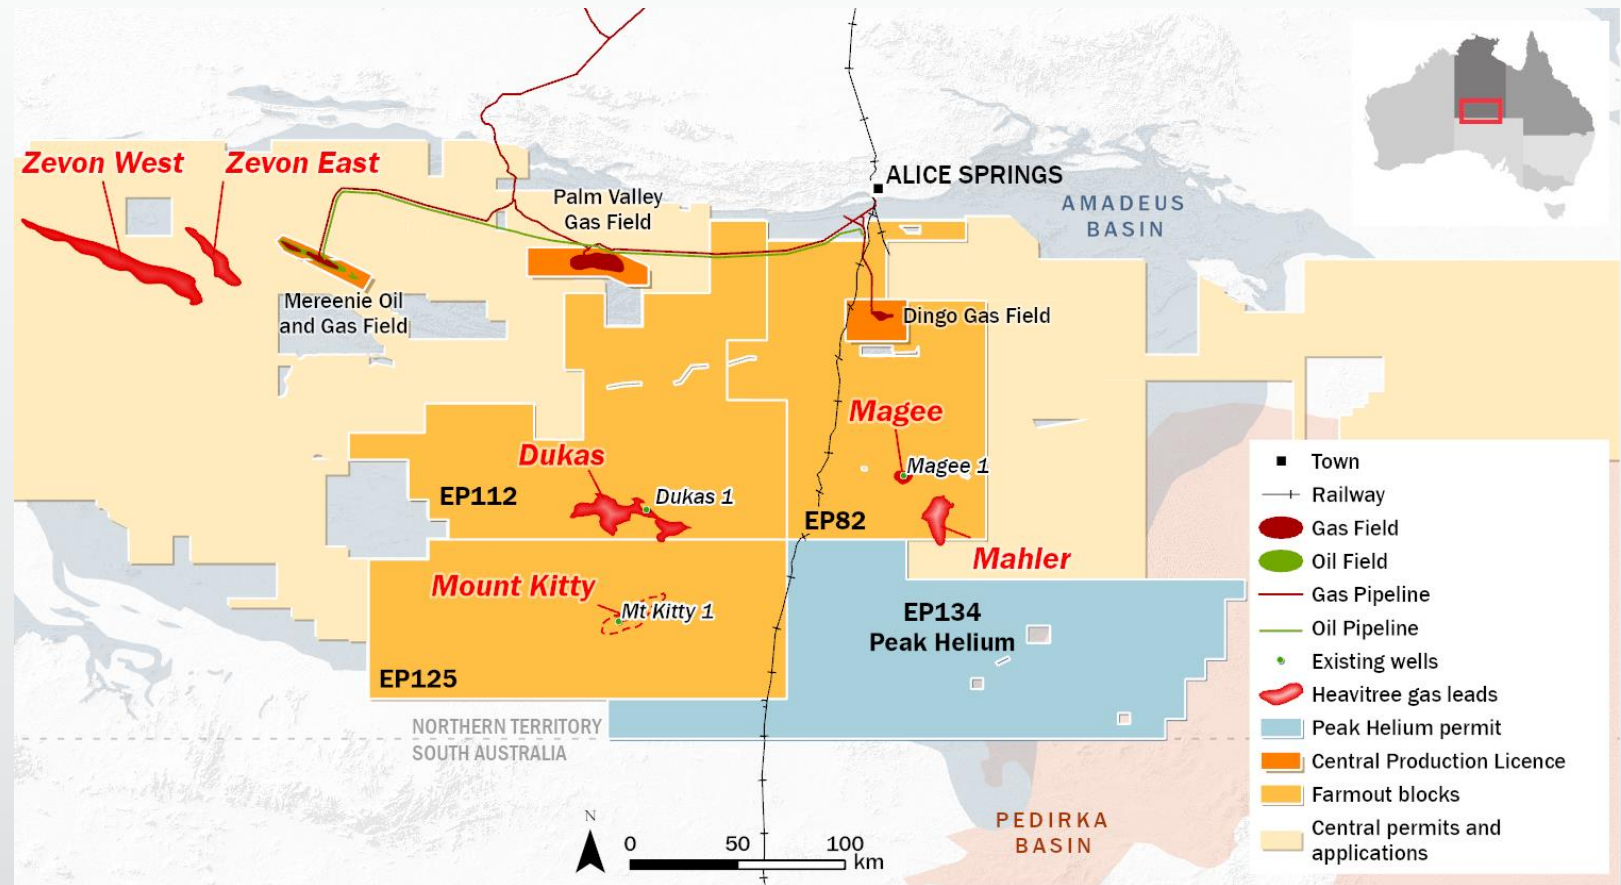 Zevon West
Zevon East
ALICE SPRINGS
Palm Valley
Gas Field
AMADEUS
BASIN
Mereenie Oil
and Gas Field
Dingo Gas Field
Magee
Magee 1
Dukas
Dukas 1
EP112
EP82
Mahler
Mount Kitty
Mt Kitty 1
EP134
Peak Helium
EP125
NORTHERN TERRITORY
SOUTH AUSTRALIA
PEDIRKA
BASIN
N
0 50 100
km
Town
Railway
Gas Field
Oil Field
Gas Pipeline
Oil Pipeline
Existing wells
Heavitree gas leads
Peak Helium permit
Central Production Licence
Farmout blocks
Central permits and
applications